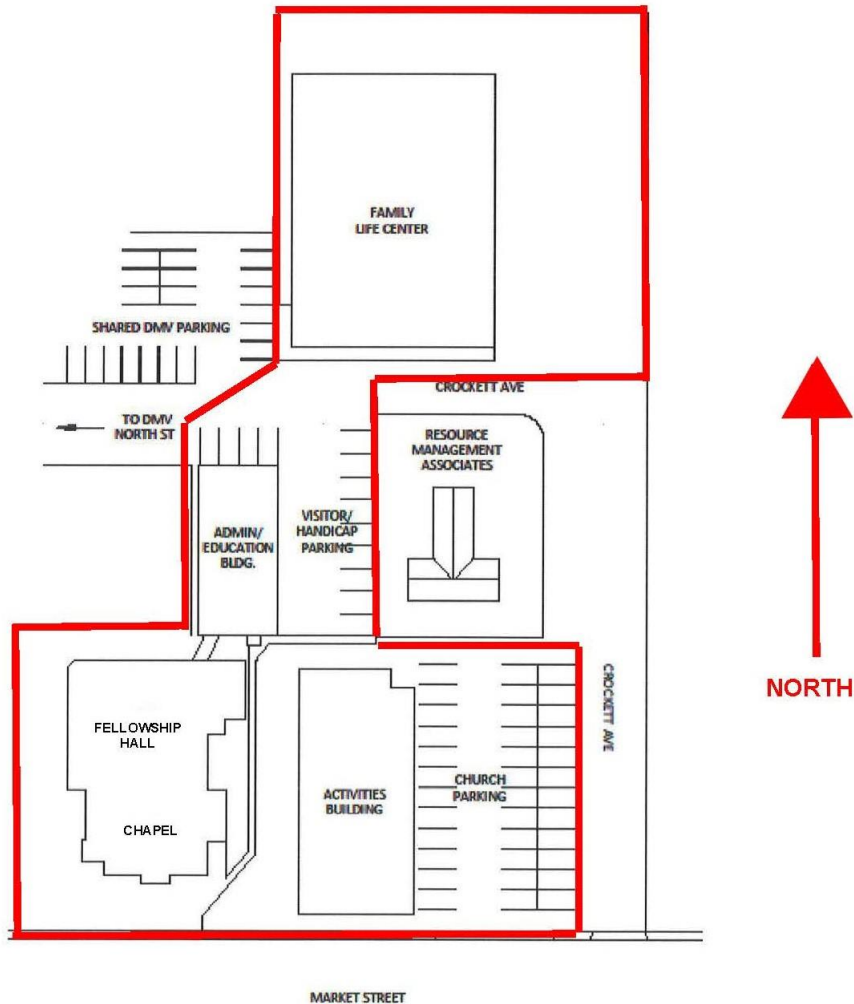 FAMILY
LIFE CENTER
SHARED DMV PARKING
CROCKETT AVE
TO DMV
NORTH ST
RESOURCE
MANAGEMENT
ASSOCIATES
VISITOR/
HANDICAP
PARKING
ADMIN/
EDUCATION
BLDG.
NORTH
CROCKETT AVE
FELLOWSHIP
HALL
CHURCH
PARKING
ACTIVITIES
BUILDING
CHAPEL
MARKET STREET